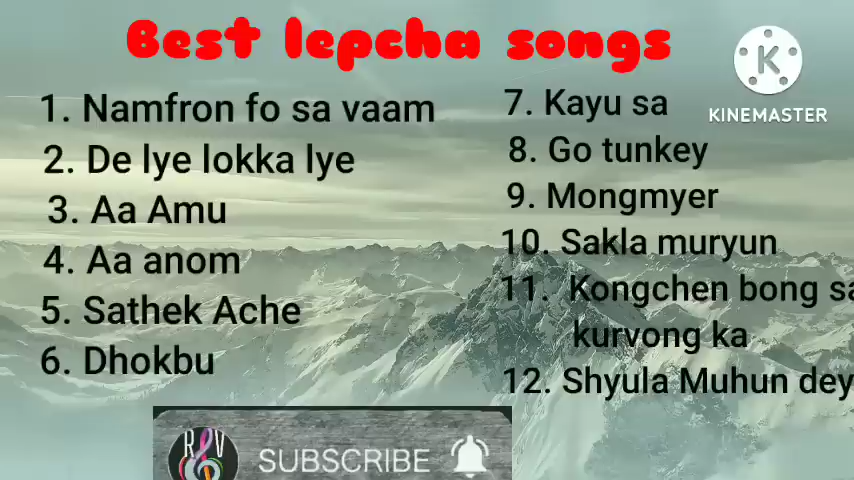 Best lepcha songs
KINEMASTER
1. Namfron fo sa vaam
2. De lye lokka lye
3. Aa Amu
4. Aa anom
5. Sathek Ache
6. Dhokbu
7. Kayu sa
8. Go tunkey
9. Mongmyer
10. Sakla muryun
11. Kongchen bong sa
kurvong ka
12. Shyula Muhun dey
R V
SUBSCRIBE